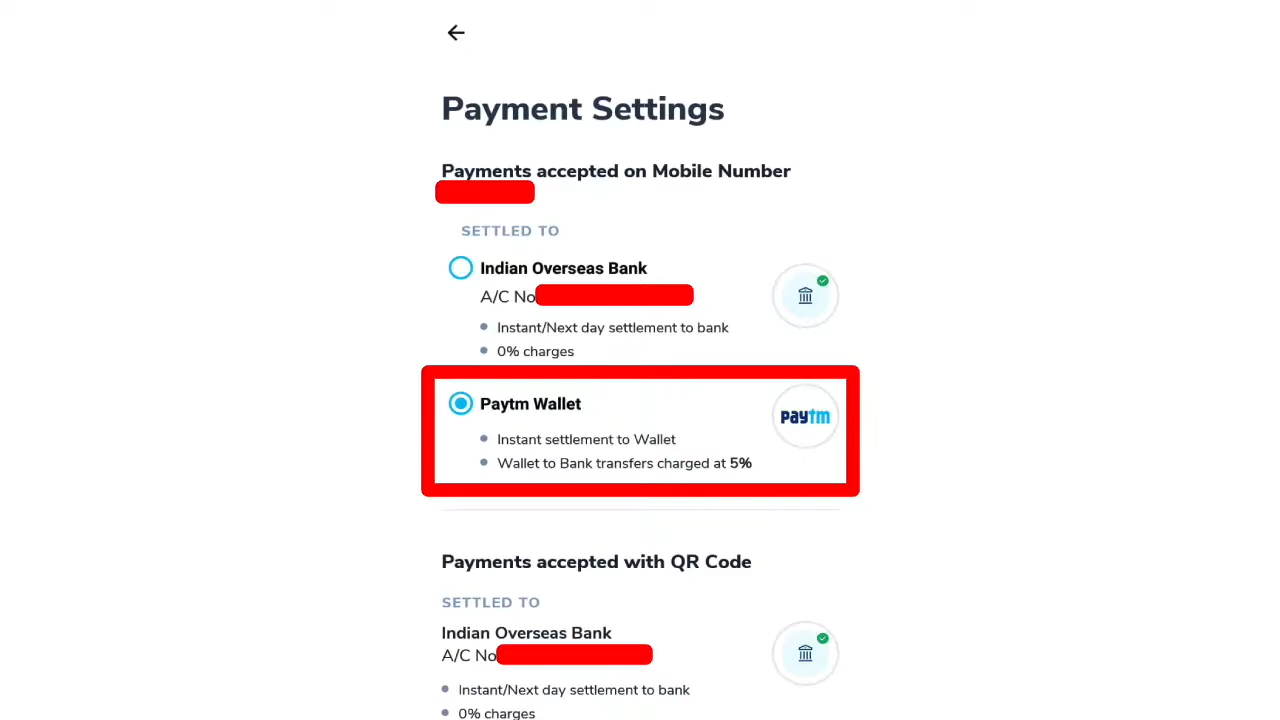 Payment Settings
Payments accepted on Mobile Number
SETTLED TO
Indian Overseas Bank
A/C No
Instant/Next day settlement to bank
0% charges
Paytm Wallet
paytm
Instant settlement to Wallet
Wallet to Bank transfers charged at 5%
Payments accepted with QR Code
SETTLED TO
Indian Overseas Bank
A/C No
Instant/Next day settlement to bank
0% charges